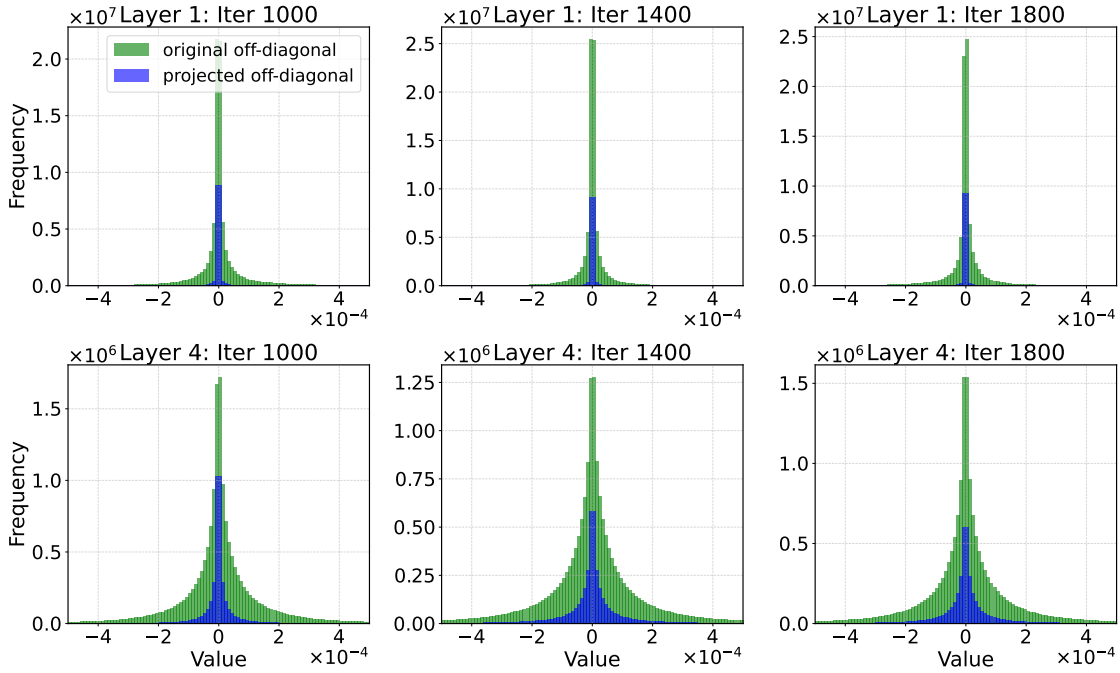 ×10⁷ Layer 1: Iter 1000
original off-diagonal
projected off-diagonal
Frequency
2.0
1.5
1.0
0.5
0.0
−4 −2 0 2 4
×10⁻⁴
×10⁷ Layer 1: Iter 1400
2.5
2.0
1.5
1.0
0.5
0.0
−4 −2 0 2 4
×10⁻⁴
×10⁷ Layer 1: Iter 1800
2.5
2.0
1.5
1.0
0.5
0.0
−4 −2 0 2 4
×10⁻⁴
×10⁶ Layer 4: Iter 1000
Frequency
1.5
1.0
0.5
0.0
−4 −2 0 2 4
Value ×10⁻⁴
×10⁶ Layer 4: Iter 1400
1.25
1.00
0.75
0.50
0.25
0.00
−4 −2 0 2 4
Value ×10⁻⁴
×10⁶ Layer 4: Iter 1800
1.5
1.0
0.5
0.0
−4 −2 0 2 4
Value ×10⁻⁴